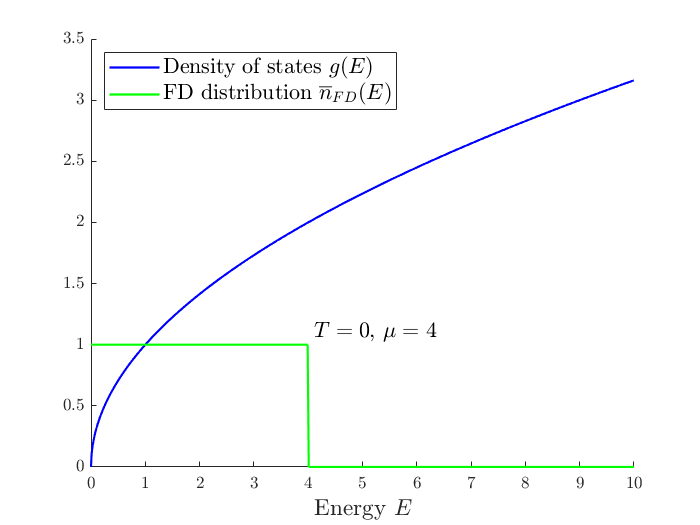 3.5
3
2.5
2
1.5
1
0.5
0
Density of states g(E)
FD distribution n̅_FD(E)
T = 0, μ = 4
0 1 2 3 4 5 6 7 8 9 10
Energy E